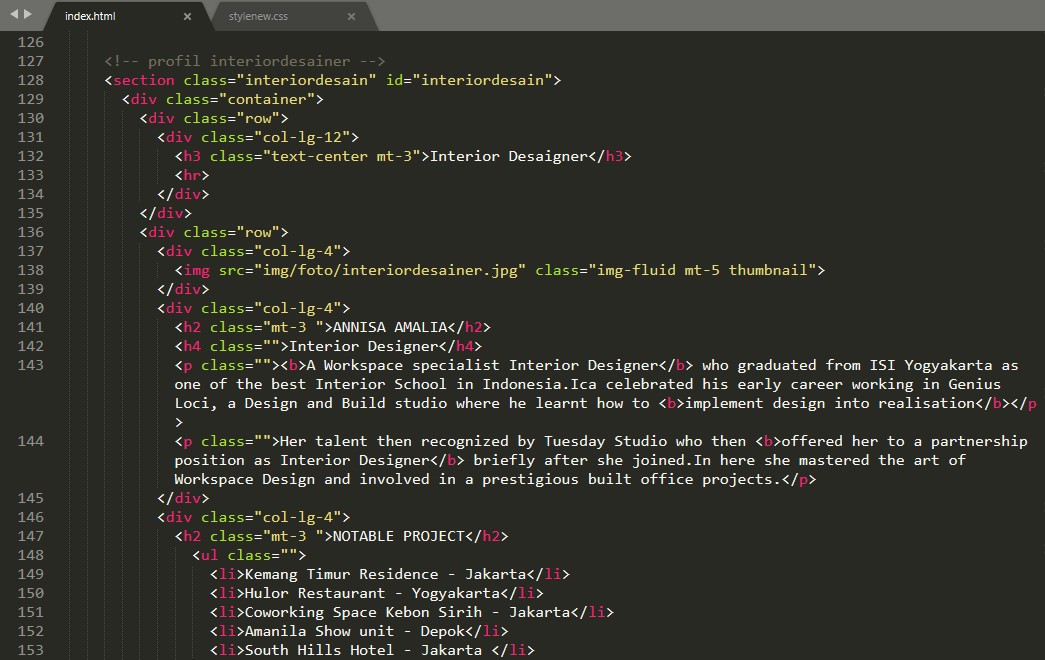 index.html × stylenew.css ×
126
127 <!-- profil interiordesainer -->
128 <section class="interiordesain" id="interiordesain">
129 <div class="container">
130 <div class="row">
131 <div class="col-lg-12">
132 <h3 class="text-center mt-3">Interior Desaigner</h3>
133 <hr>
134 </div>
135 </div>
136 <div class="row">
137 <div class="col-lg-4">
138 <img src="img/foto/interiordesainer.jpg" class="img-fluid mt-5 thumbnail">
139 </div>
140 <div class="col-lg-4">
141 <h2 class="mt-3 ">ANNISA AMALIA</h2>
142 <h4 class="">Interior Designer</h4>
143 <p class=""><b>A Workspace specialist Interior Designer</b> who graduated from ISI Yogyakarta as
one of the best Interior School in Indonesia.Ica celebrated his early career working in Genius
Loci, a Design and Build studio where he learnt how to <b>implement design into realisation</b></p
>
144 <p class="">Her talent then recognized by Tuesday Studio who then <b>offered her to a partnership
position as Interior Designer</b> briefly after she joined.In here she mastered the art of
Workspace Design and involved in a prestigious built office projects.</p>
145 </div>
146 <div class="col-lg-4">
147 <h2 class="mt-3 ">NOTABLE PROJECT</h2>
148 <ul class="">
149 <li>Kemang Timur Residence - Jakarta</li>
150 <li>Hulor Restaurant - Yogyakarta</li>
151 <li>Coworking Space Kebon Sirih - Jakarta</li>
152 <li>Amanila Show unit - Depok</li>
153 <li>South Hills Hotel - Jakarta </li>